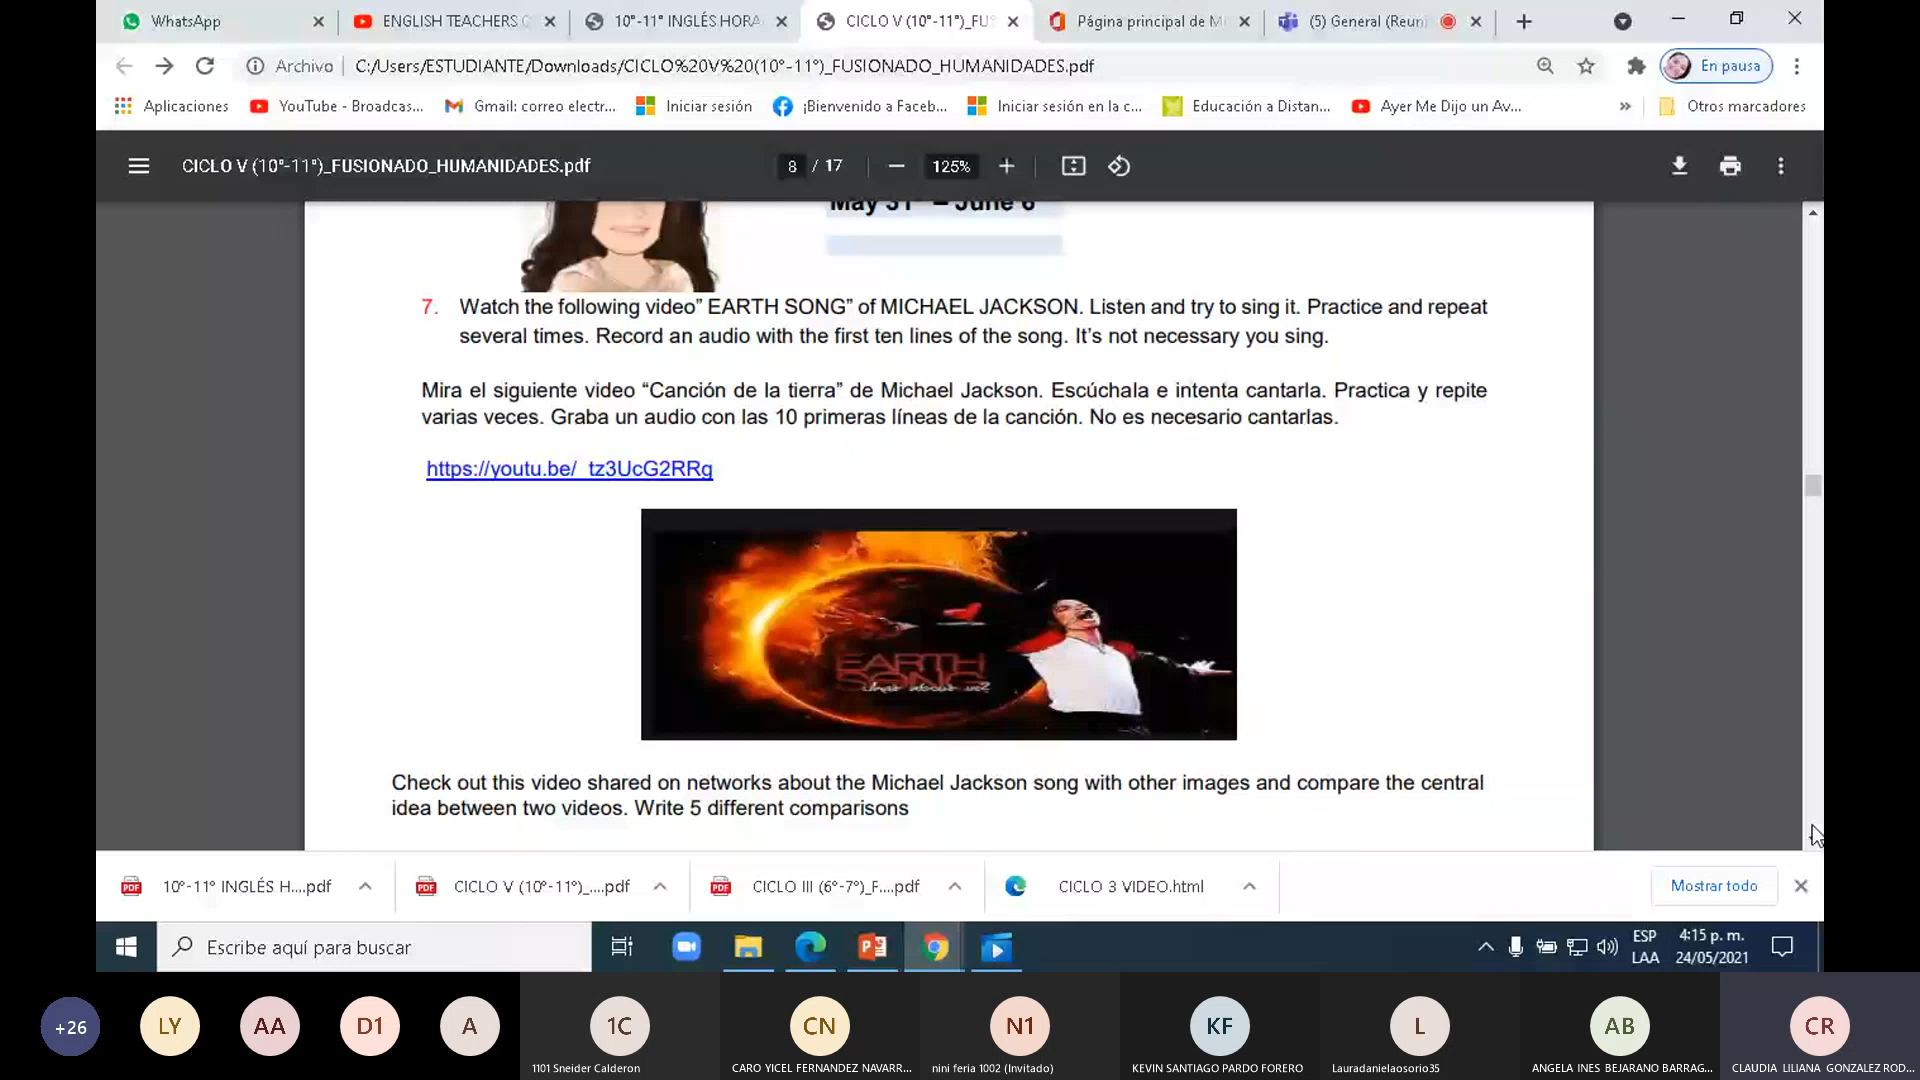 WhatsApp
ENGLISH TEACHERS
10°-11° INGLÉS HORA
CICLO V (10°-11°)_FUS
Página principal de M
(5) General (Reuni
Archivo
C:/Users/ESTUDIANTE/Downloads/CICLO%20V%20(10°-11°)_FUSIONADO_HUMANIDADES.pdf
En pausa
Aplicaciones
YouTube - Broadcas...
Gmail: correo electr...
Iniciar sesión
¡Bienvenido a Faceb...
Iniciar sesión en la c...
Educación a Distan...
Ayer Me Dijo un Av...
»
Otros marcadores
CICLO V (10°-11°)_FUSIONADO_HUMANIDADES.pdf
8 / 17
125%
May 31 – June 6
7. Watch the following video” EARTH SONG” of MICHAEL JACKSON. Listen and try to sing it. Practice and repeat
several times. Record an audio with the first ten lines of the song. It’s not necessary you sing.
Mira el siguiente video “Canción de la tierra” de Michael Jackson. Escúchala e intenta cantarla. Practica y repite
varias veces. Graba un audio con las 10 primeras líneas de la canción. No es necesario cantarlas.
https://youtu.be/_tz3UcG2RRg
EARTH
SONG
what about us?
Check out this video shared on networks about the Michael Jackson song with other images and compare the central
idea between two videos. Write 5 different comparisons
10°-11° INGLÉS H....pdf
CICLO V (10°-11°)_....pdf
CICLO III (6°-7°)_F....pdf
CICLO 3 VIDEO.html
Mostrar todo
Escribe aquí para buscar
ESP
LAA
4:15 p. m.
24/05/2021
+26
LY
AA
D1
A
1C
CN
N1
KF
L
AB
CR
1101 Sneider Calderon
CARO YICEL FERNANDEZ NAVARR...
nini feria 1002 (Invitado)
KEVIN SANTIAGO PARDO FORERO
Lauradanielaosorio35
ANGELA INES BEJARANO BARRAG...
CLAUDIA LILIANA GONZALEZ ROD...